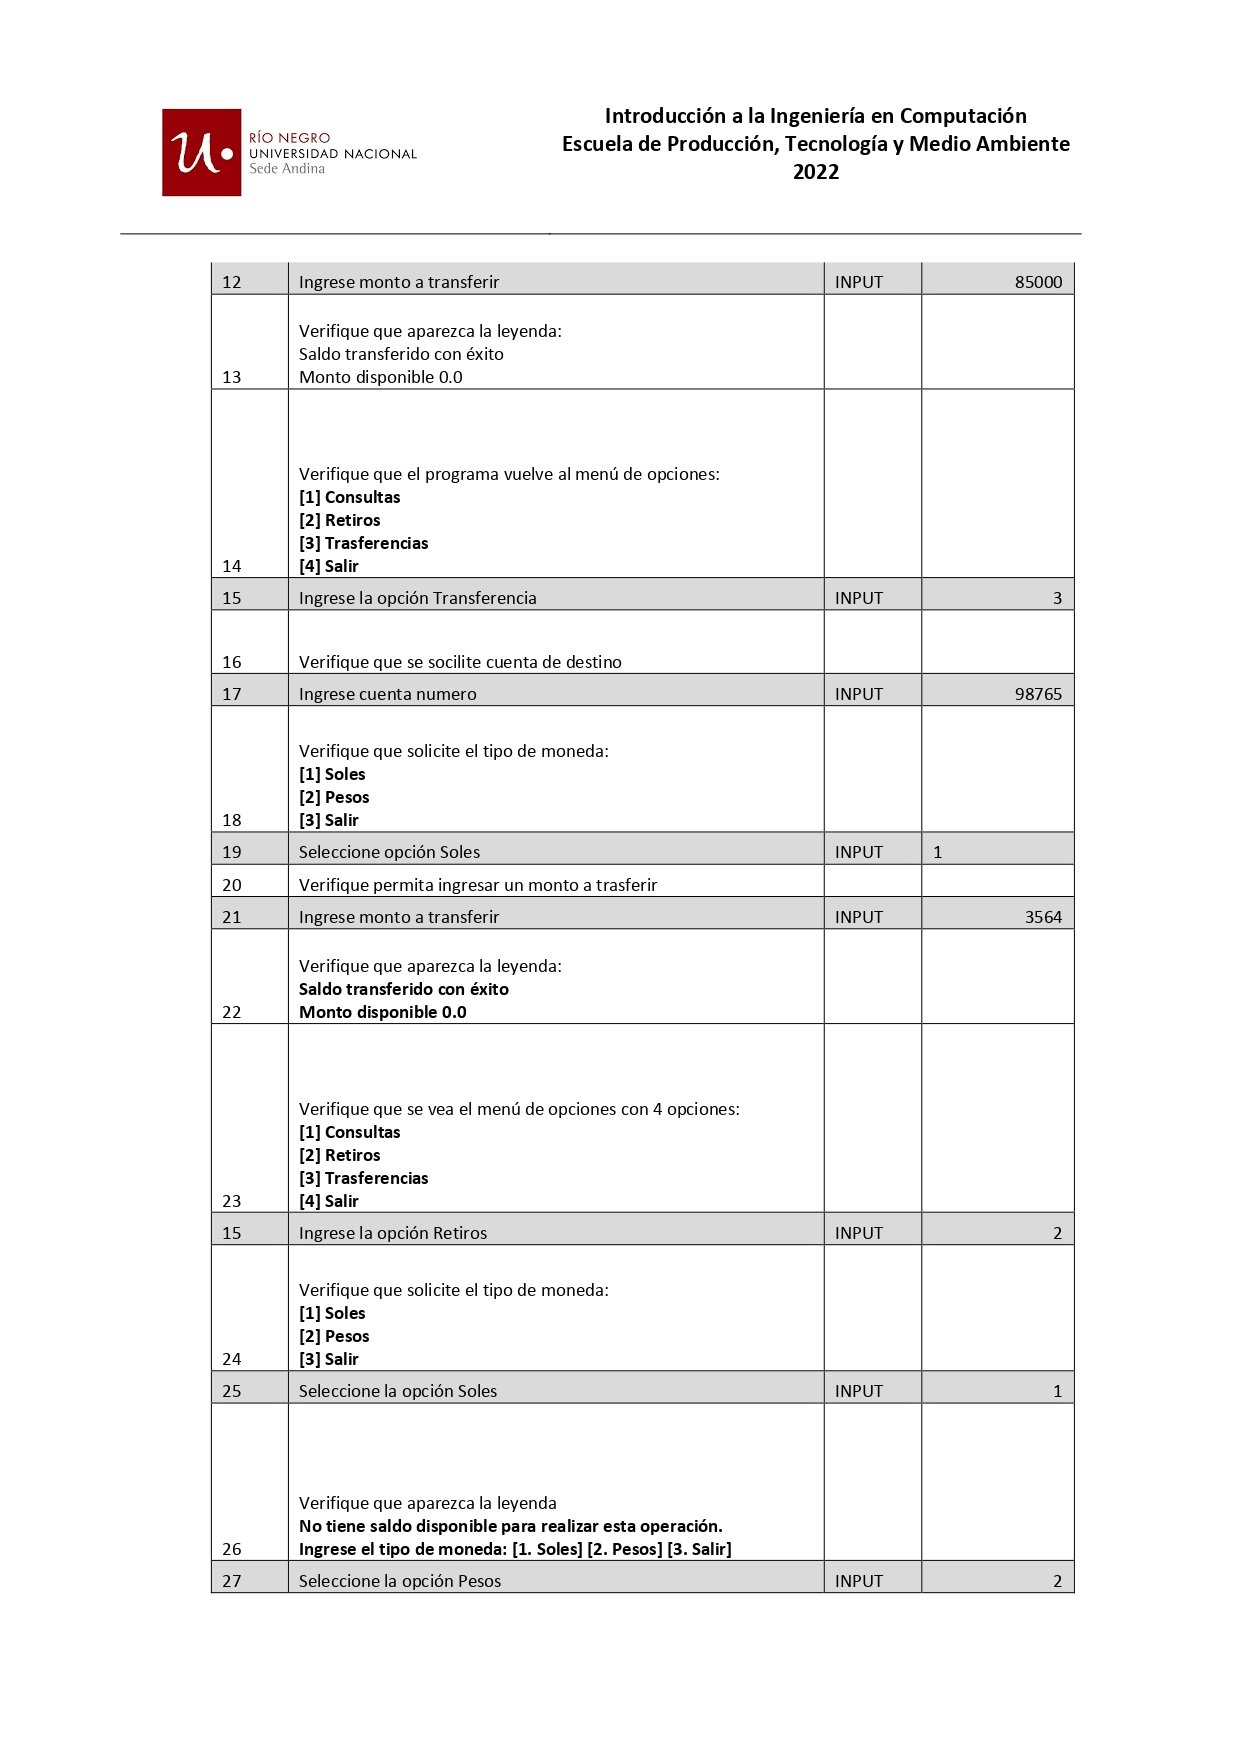 u.
RÍO NEGRO
UNIVERSIDAD NACIONAL
Sede Andina
Introducción a la Ingeniería en Computación
Escuela de Producción, Tecnología y Medio Ambiente
2022
12 Ingrese monto a transferir INPUT 85000
Verifique que aparezca la leyenda:
Saldo transferido con éxito
13 Monto disponible 0.0
Verifique que el programa vuelve al menú de opciones:
[1] Consultas
[2] Retiros
[3] Trasferencias
14 [4] Salir
15 Ingrese la opción Transferencia INPUT 3
16 Verifique que se socilite cuenta de destino
17 Ingrese cuenta numero INPUT 98765
Verifique que solicite el tipo de moneda:
[1] Soles
[2] Pesos
18 [3] Salir
19 Seleccione opción Soles INPUT 1
20 Verifique permita ingresar un monto a trasferir
21 Ingrese monto a transferir INPUT 3564
Verifique que aparezca la leyenda:
Saldo transferido con éxito
22 Monto disponible 0.0
Verifique que se vea el menú de opciones con 4 opciones:
[1] Consultas
[2] Retiros
[3] Trasferencias
23 [4] Salir
15 Ingrese la opción Retiros INPUT 2
Verifique que solicite el tipo de moneda:
[1] Soles
[2] Pesos
24 [3] Salir
25 Seleccione la opción Soles INPUT 1
Verifique que aparezca la leyenda
No tiene saldo disponible para realizar esta operación.
26 Ingrese el tipo de moneda: [1. Soles] [2. Pesos] [3. Salir]
27 Seleccione la opción Pesos INPUT 2